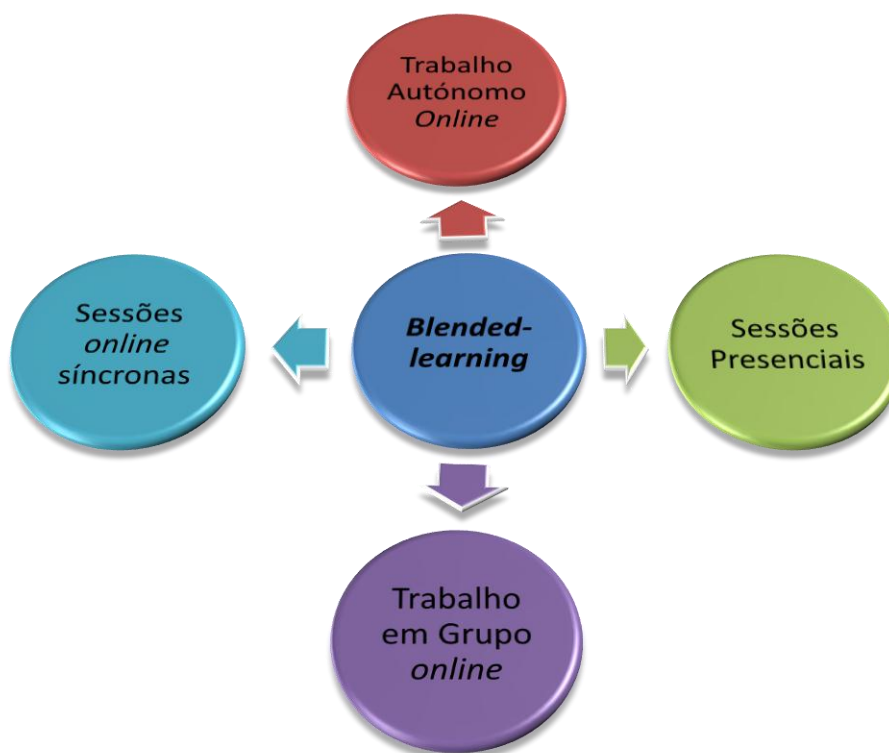 Trabalho
Autónomo
Online
Sessões
online
síncronas
Blended-
learning
Sessões
Presenciais
Trabalho
em Grupo
online